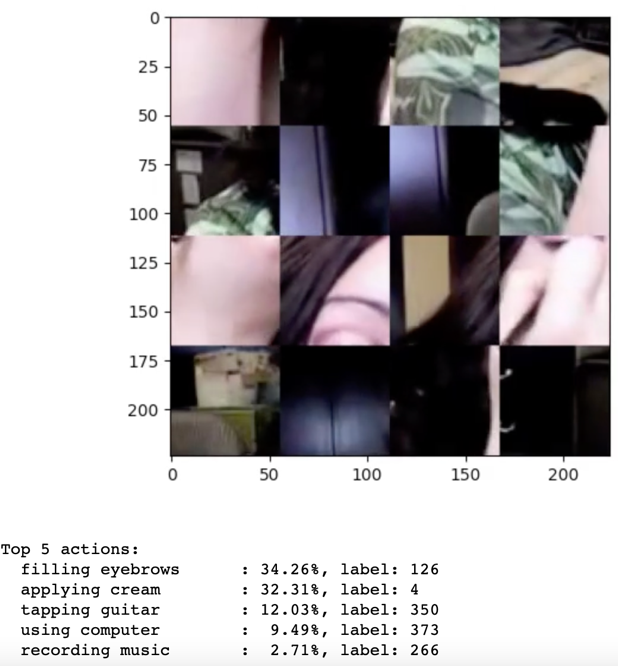 0
25
50
75
100
125
150
175
200
0 50 100 150 200
Top 5 actions:
filling eyebrows : 34.26%, label: 126
applying cream : 32.31%, label: 4
tapping guitar : 12.03%, label: 350
using computer : 9.49%, label: 373
recording music : 2.71%, label: 266